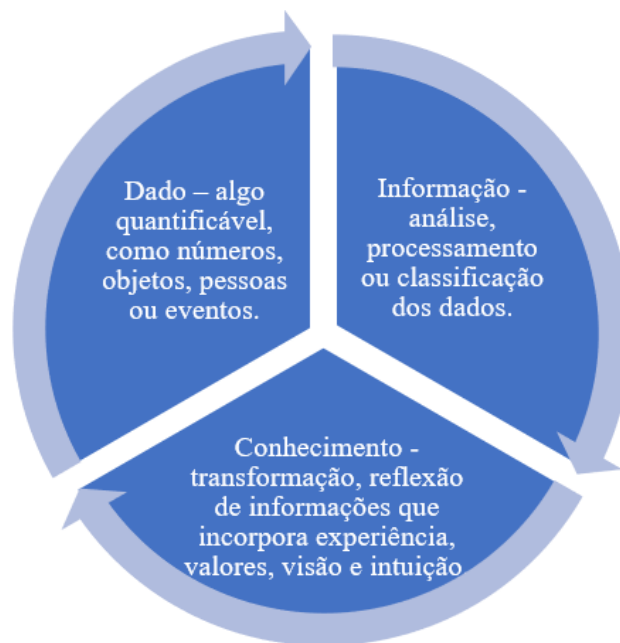 Dado – algo
quantificável,
como números,
objetos, pessoas
ou eventos.
Informação -
análise,
processamento
ou classificação
dos dados.
Conhecimento -
transformação, reflexão
de informações que
incorpora experiência,
valores, visão e intuição